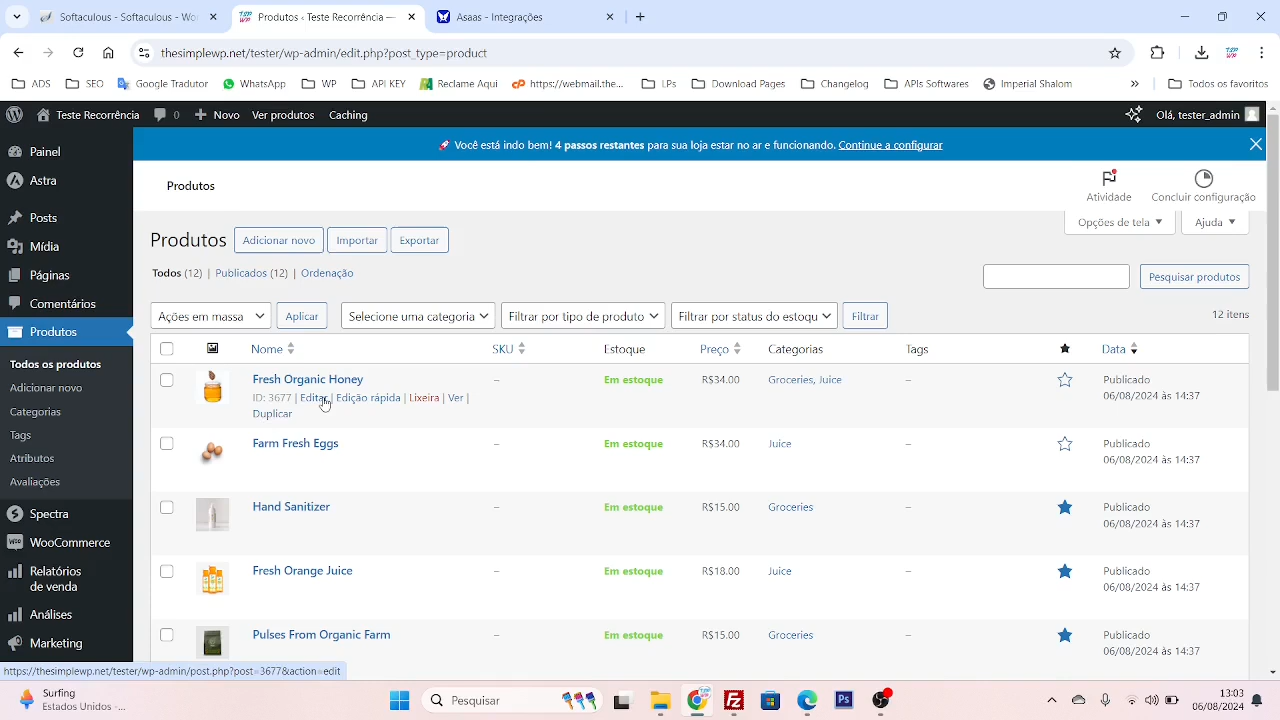 Softaculous - Softaculous - Wo
Produtos ‹ Teste Recorrência —
Asaas - Integrações
thesimplewp.net/tester/wp-admin/edit.php?post_type=product
ADS
SEO
Google Tradutor
WhatsApp
WP
API KEY
Reclame Aqui
https://webmail.the...
LPs
Download Pages
Changelog
APIs Softwares
Imperial Shalom
»
Todos os favoritos
Teste Recorrência
0
Novo
Ver produtos
Caching
Olá, tester_admin
🚀 Você está indo bem! 4 passos restantes para sua loja estar no ar e funcionando. Continue a configurar
Painel
Astra
Posts
Mídia
Páginas
Comentários
Produtos
Todos os produtos
Adicionar novo
Categorias
Tags
Atributos
Avaliações
Spectra
WooCommerce
Relatórios
de venda
Análises
Marketing
Produtos
Atividade
Concluir configuração
Opções de tela
Ajuda
Produtos
Adicionar novo
Importar
Exportar
Todos (12) | Publicados (12) | Ordenação
Pesquisar produtos
Ações em massa
Aplicar
Selecione uma categoria
Filtrar por tipo de produto
Filtrar por status do estoqu
Filtrar
12 itens
Nome SKU Estoque Preço Categorias Tags Data
Fresh Organic Honey – Em estoque R$34.00 Groceries, Juice – Publicado
ID: 3677 | Editar | Edição rápida | Lixeira | Ver | 06/08/2024 às 14:37
Duplicar
Farm Fresh Eggs – Em estoque R$34.00 Juice – Publicado
06/08/2024 às 14:37
Hand Sanitizer – Em estoque R$15.00 Groceries – Publicado
06/08/2024 às 14:37
Fresh Orange Juice – Em estoque R$18.00 Juice – Publicado
06/08/2024 às 14:37
Pulses From Organic Farm – Em estoque R$15.00 Groceries – Publicado
06/08/2024 às 14:37
https://thesimplewp.net/tester/wp-admin/post.php?post=3677&action=edit
Surfing
Estados Unidos - ...
Pesquisar
13:03
06/08/2024